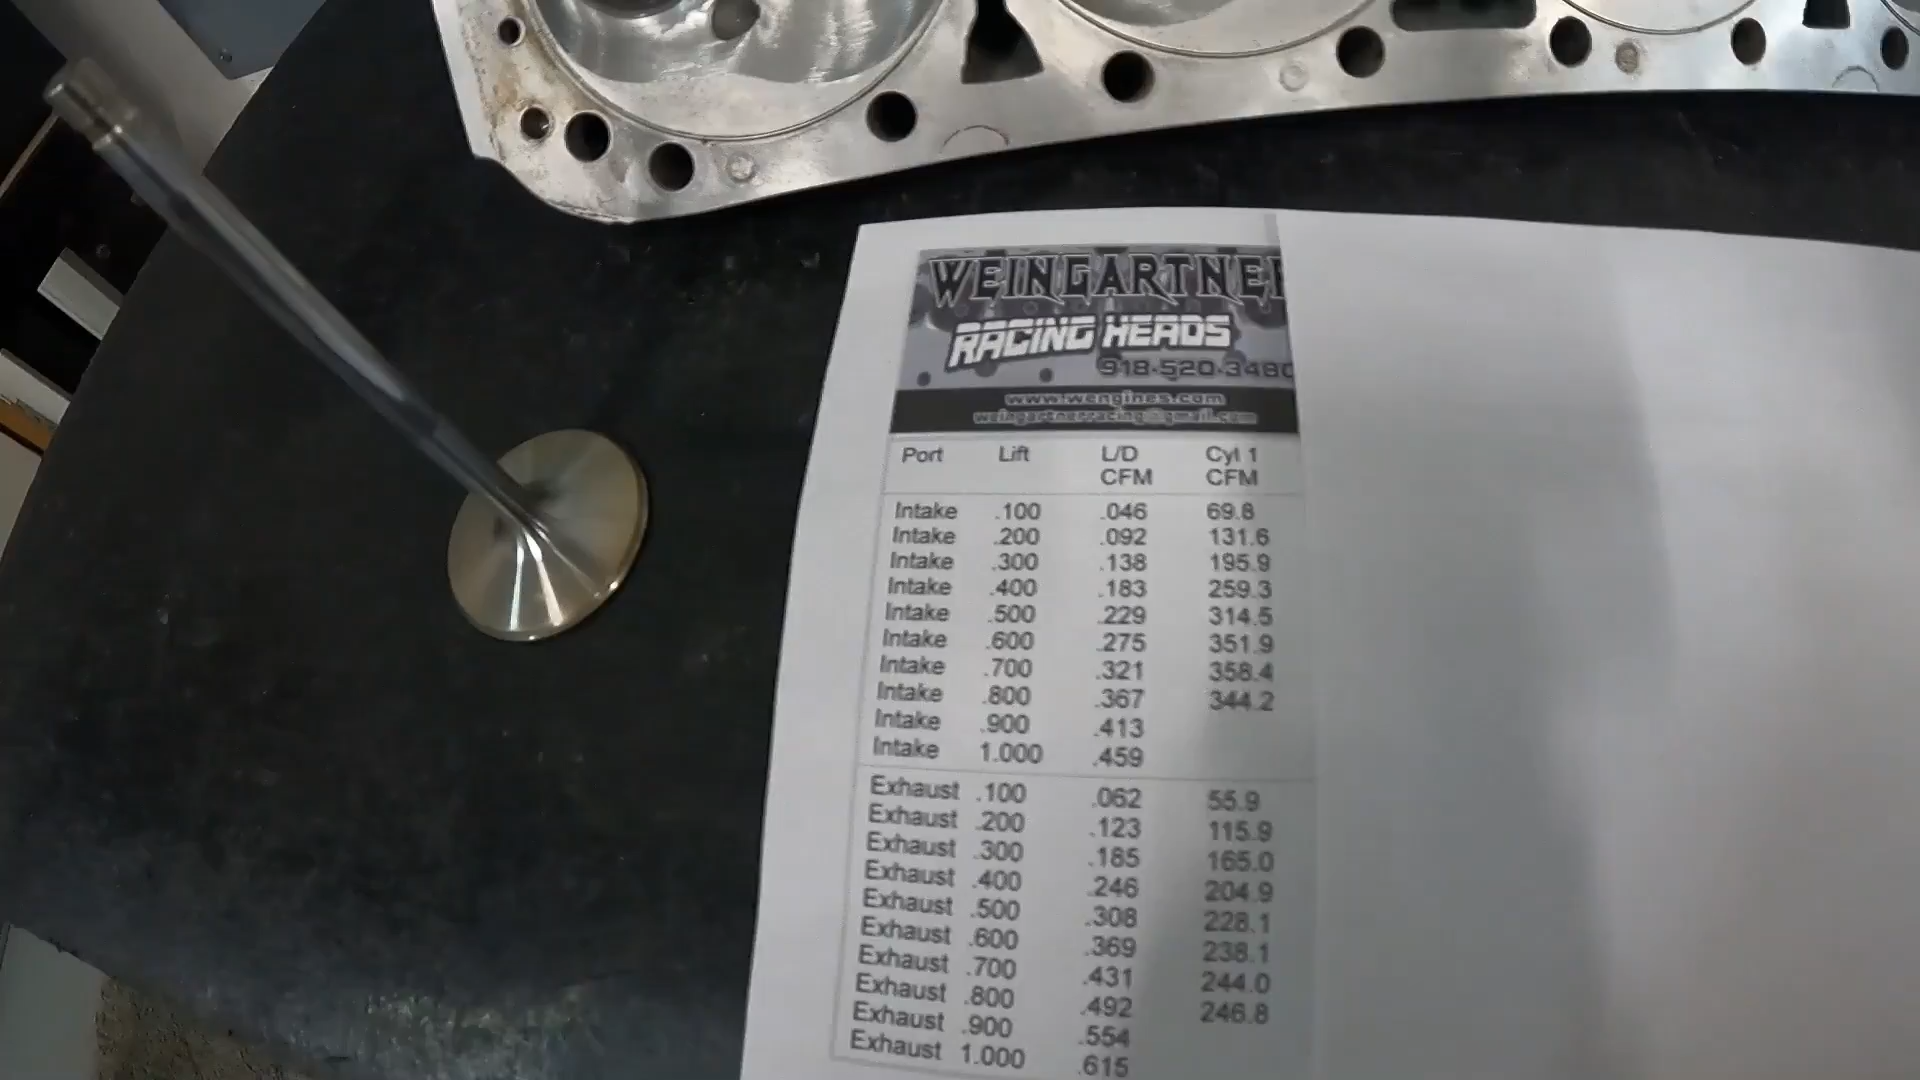 WEINGARTNER
RACING HEADS
918-520-3480
www.wengines.com
weingartnerracing@gmail.com
Port Lift L/D CFM Cyl 1 CFM
Intake .100 .046 69.8
Intake .200 .092 131.6
Intake .300 .138 195.9
Intake .400 .183 259.3
Intake .500 .229 314.5
Intake .600 .275 351.9
Intake .700 .321 358.4
Intake .800 .367 344.2
Intake .900 .413
Intake 1.000 .459
Exhaust .100 .062 55.9
Exhaust .200 .123 115.9
Exhaust .300 .185 165.0
Exhaust .400 .246 204.9
Exhaust .500 .308 228.1
Exhaust .600 .369 238.1
Exhaust .700 .431 244.0
Exhaust .800 .492 246.8
Exhaust .900 .554
Exhaust 1.000 .615